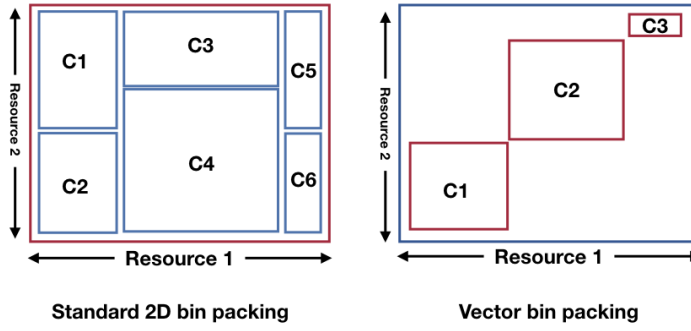 C1
C3
C5
C2
C4
C6
Resource 2
Resource 1
Standard 2D bin packing
C3
C2
C1
Resource 2
Resource 1
Vector bin packing